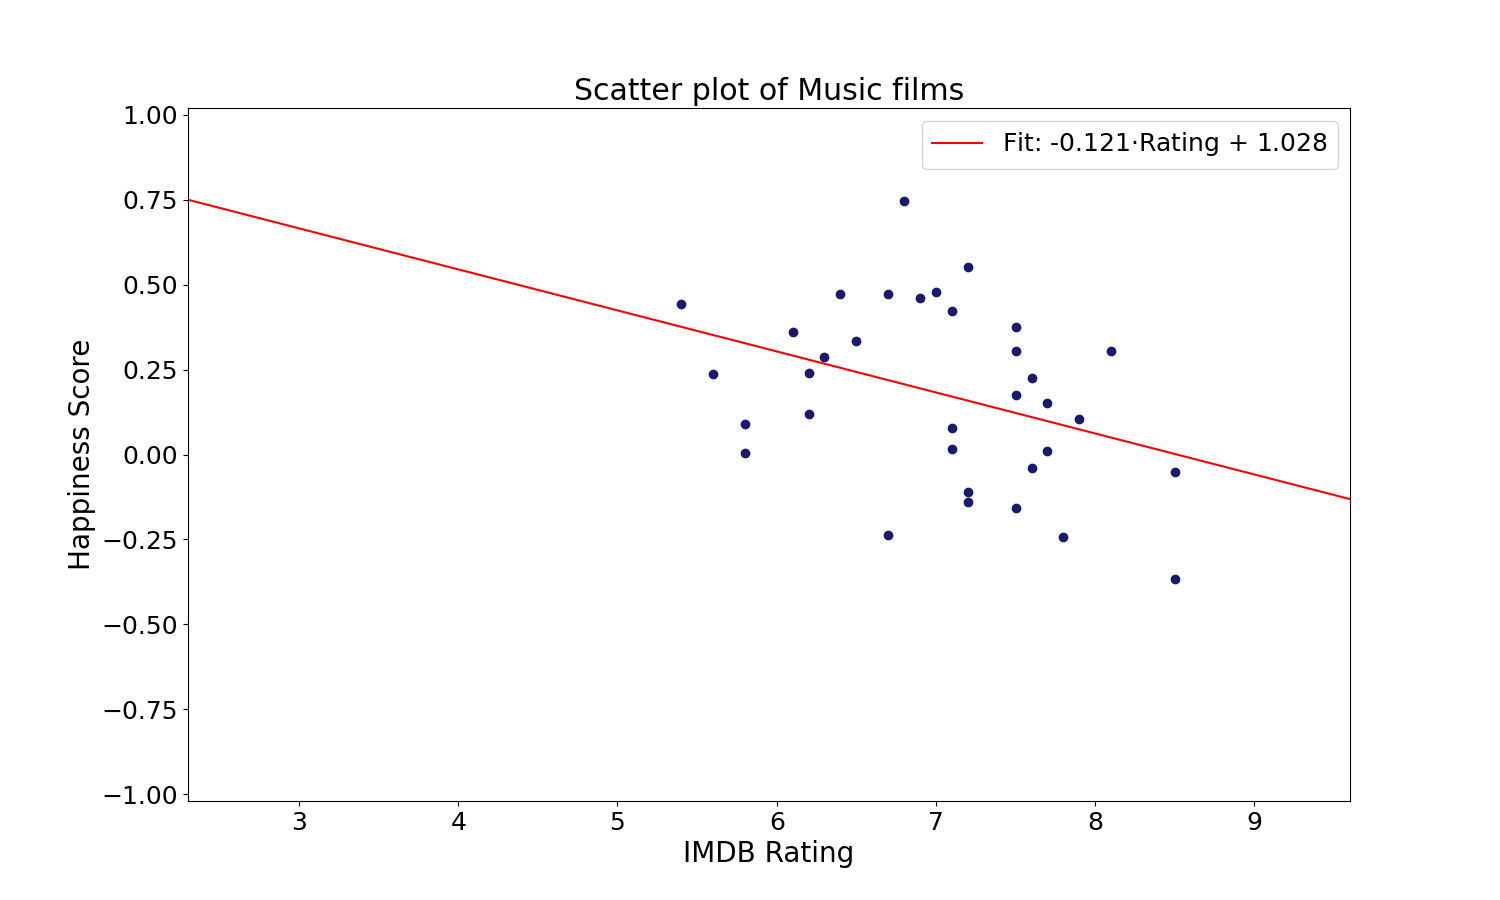 Scatter plot of Music films
Fit: -0.121·Rating + 1.028
Happiness Score
1.00
0.75
0.50
0.25
0.00
−0.25
−0.50
−0.75
−1.00
3 4 5 6 7 8 9
IMDB Rating